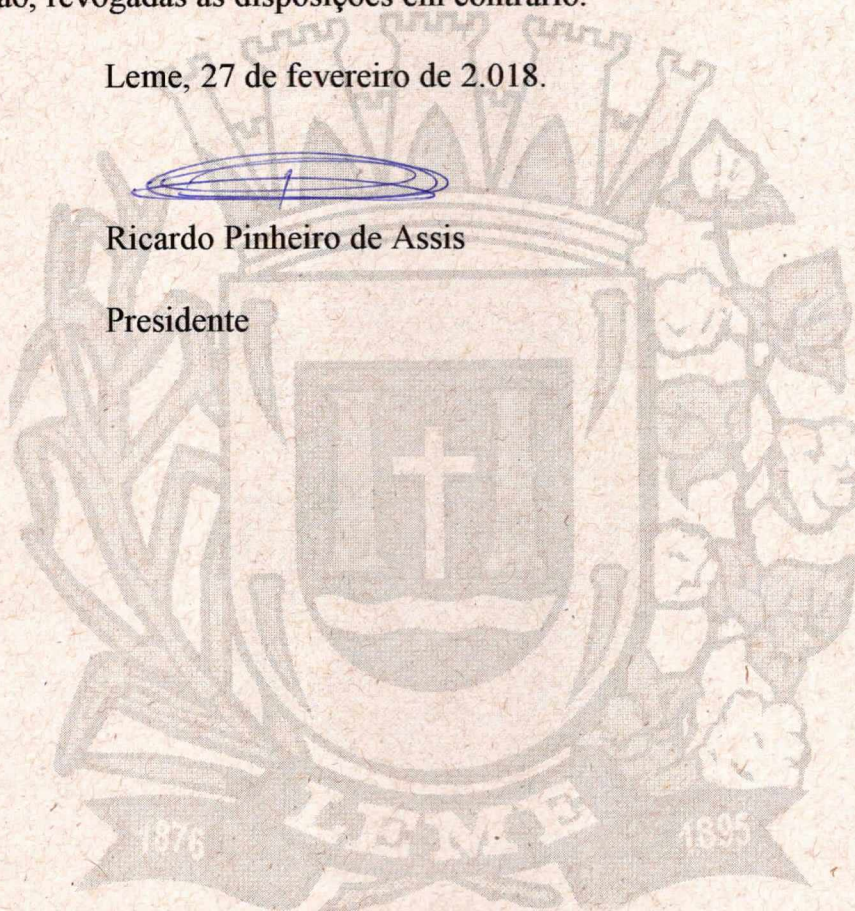 revogadas as disposições em contrário.
Leme, 27 de fevereiro de 2.018.
Ricardo Pinheiro de Assis
Presidente
LEME
1876
1895